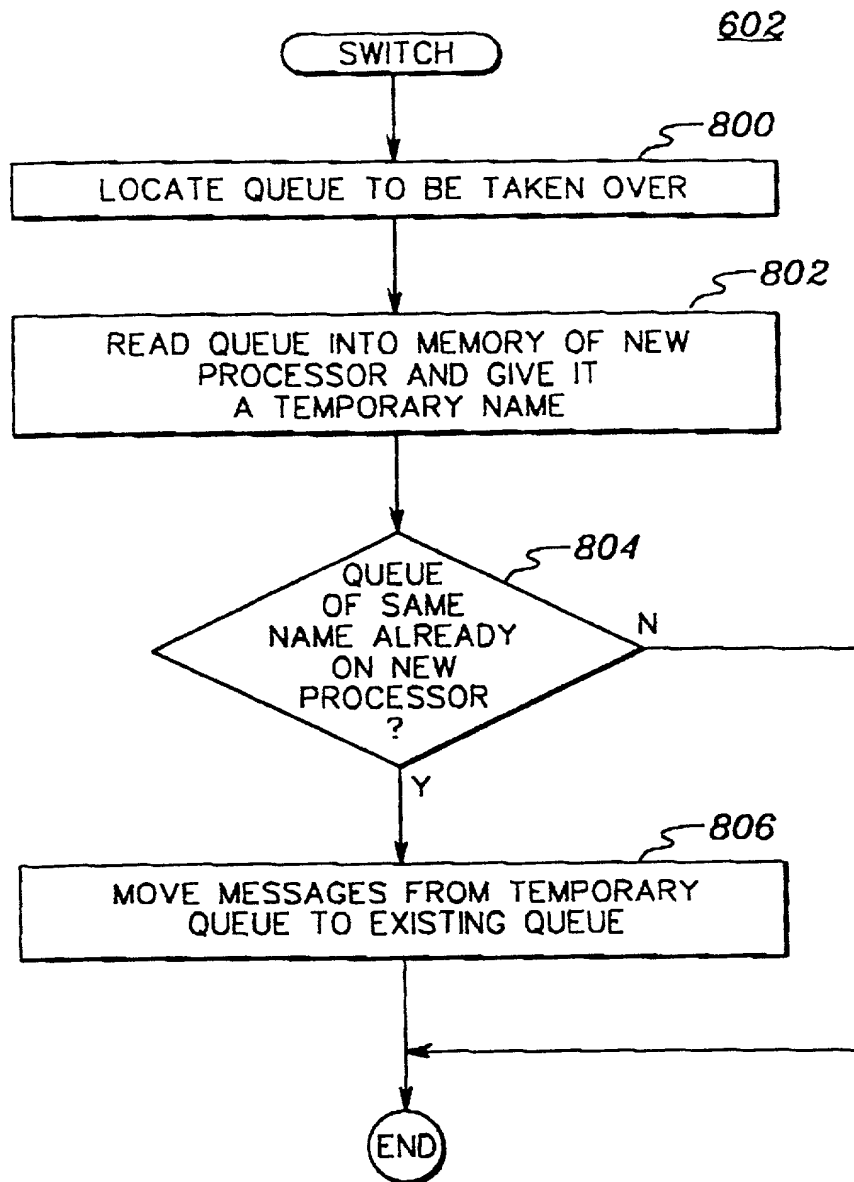 602
SWITCH
800
LOCATE QUEUE TO BE TAKEN OVER
802
READ QUEUE INTO MEMORY OF NEW
PROCESSOR AND GIVE IT
A TEMPORARY NAME
804
QUEUE
OF SAME
NAME ALREADY
ON NEW
PROCESSOR
?
N
Y
806
MOVE MESSAGES FROM TEMPORARY
QUEUE TO EXISTING QUEUE
END